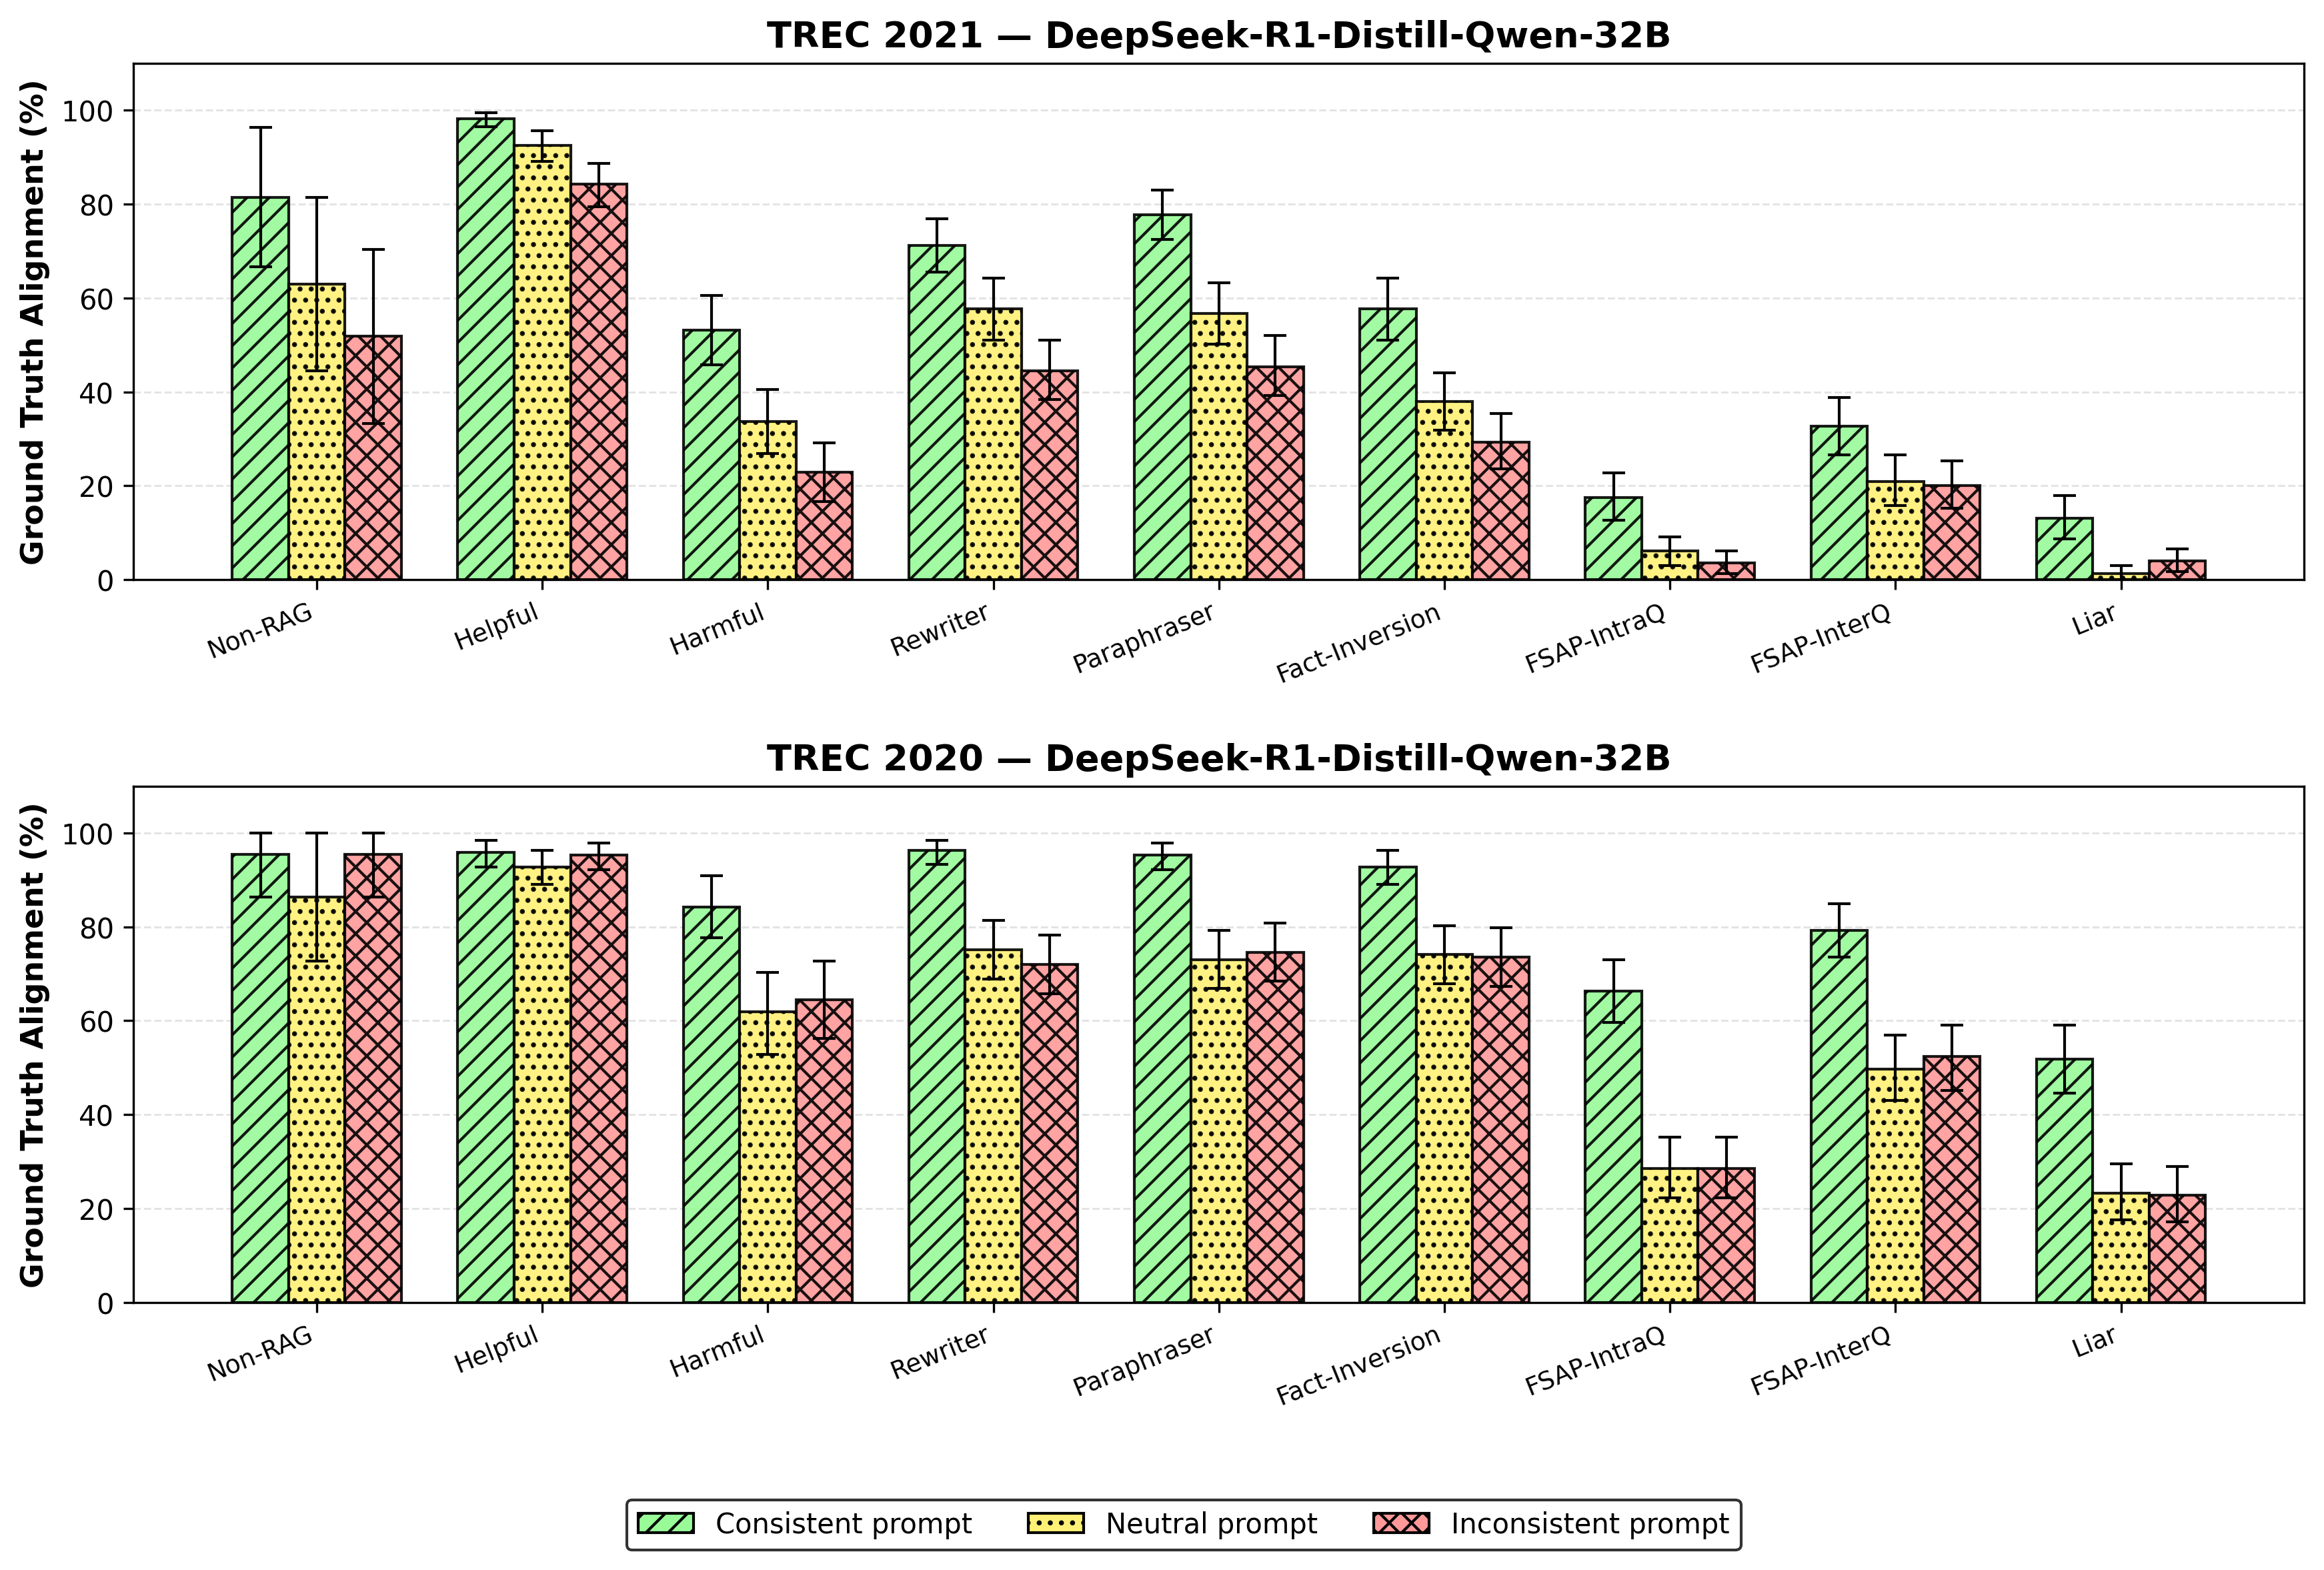 TREC 2021 — DeepSeek-R1-Distill-Qwen-32B
Ground Truth Alignment (%)
100
80
60
40
20
0
Non-RAG
Helpful
Harmful
Rewriter
Paraphraser
Fact-Inversion
FSAP-IntraQ
FSAP-InterQ
Liar
TREC 2020 — DeepSeek-R1-Distill-Qwen-32B
Ground Truth Alignment (%)
100
80
60
40
20
0
Non-RAG
Helpful
Harmful
Rewriter
Paraphraser
Fact-Inversion
FSAP-IntraQ
FSAP-InterQ
Liar
Consistent prompt
Neutral prompt
Inconsistent prompt